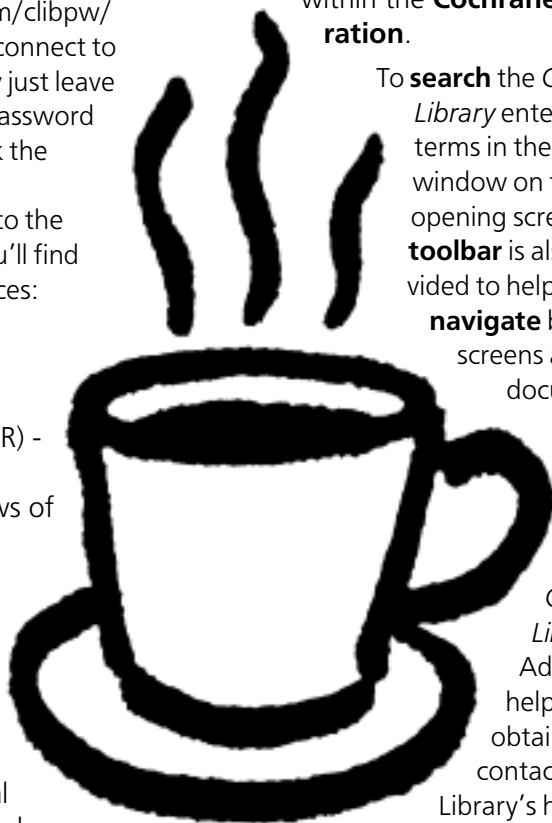 m/clibpw/
connect to
just leave
assword
the
to the
u'll find
ces:
R) -
ws of
al
within the Cochrane
ration.
To search the
Library ente
terms in the
window on
opening scre
toolbar is als
vided to help
navigate
screens a
docu
Li
Ad
help
obtai
contac
Library's h